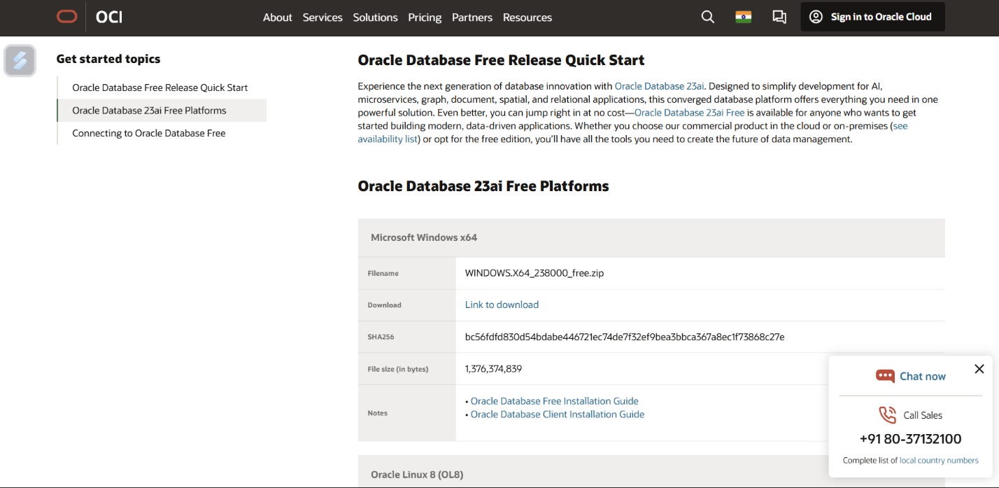 OCI
About Services Solutions Pricing Partners Resources
Sign in to Oracle Cloud
Get started topics
Oracle Database Free Release Quick Start
Oracle Database 23ai Free Platforms
Connecting to Oracle Database Free
Oracle Database Free Release Quick Start
Experience the next generation of database innovation with Oracle Database 23ai. Designed to simplify development for AI,
microservices, graph, document, spatial, and relational applications, this converged database platform offers everything you need in one
powerful solution. Even better, you can jump right in at no cost—Oracle Database 23ai Free is available for anyone who wants to get
started building modern, data-driven applications. Whether you choose our commercial product in the cloud or on-premises (see
availability list) or opt for the free edition, you'll have all the tools you need to create the future of data management.
Oracle Database 23ai Free Platforms
Microsoft Windows x64
Filename WINDOWS.X64_238000_free.zip
Download Link to download
SHA256 bc56fdfd830d54bdabe446721ec74de7f32ef9bea3bbca367a8ec1f73868c27e
File size (in bytes) 1,376,374,839
Notes
• Oracle Database Free Installation Guide
• Oracle Database Client Installation Guide
Oracle Linux 8 (OL8)
Chat now
Call Sales
+91 80-37132100
Complete list of local country numbers